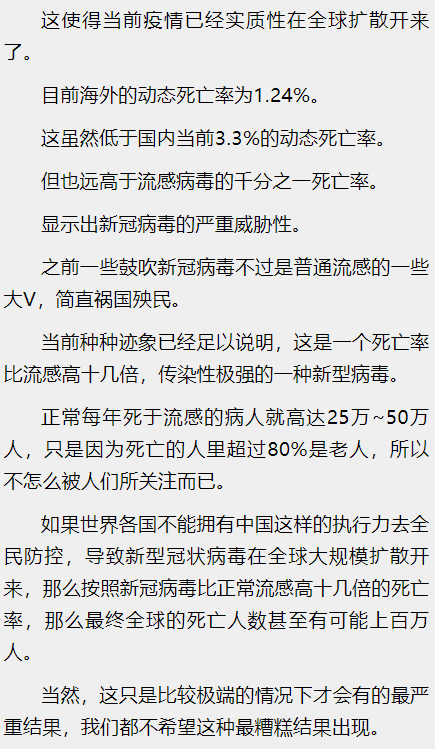 这使得当前疫情已经实质性在全球扩散开来
了。
目前海外的动态死亡率为1.24%。
这虽然低于国内当前3.3%的动态死亡率。
但也远高于流感病毒的千分之一死亡率。
显示出新冠病毒的严重威胁性。
之前一些鼓吹新冠病毒不过是普通流感的一些
大V，简直祸国殃民。
当前种种迹象已经足以说明，这是一个死亡率
比流感高十几倍，传染性极强的一种新型病毒。
正常每年死于流感的病人就高达25万~50万
人，只是因为死亡的人里超过80%是老人，所以
不怎么被人们所关注而已。
如果世界各国不能拥有中国这样的执行力去全
民防控，导致新型冠状病毒在全球大规模扩散开
来，那么按照新冠病毒比正常流感高十几倍的死亡
率，那么最终全球的死亡人数甚至有可能上百万
人。
当然，这只是比较极端的情况下才会有的最严
重结果，我们都不希望这种最糟糕结果出现。